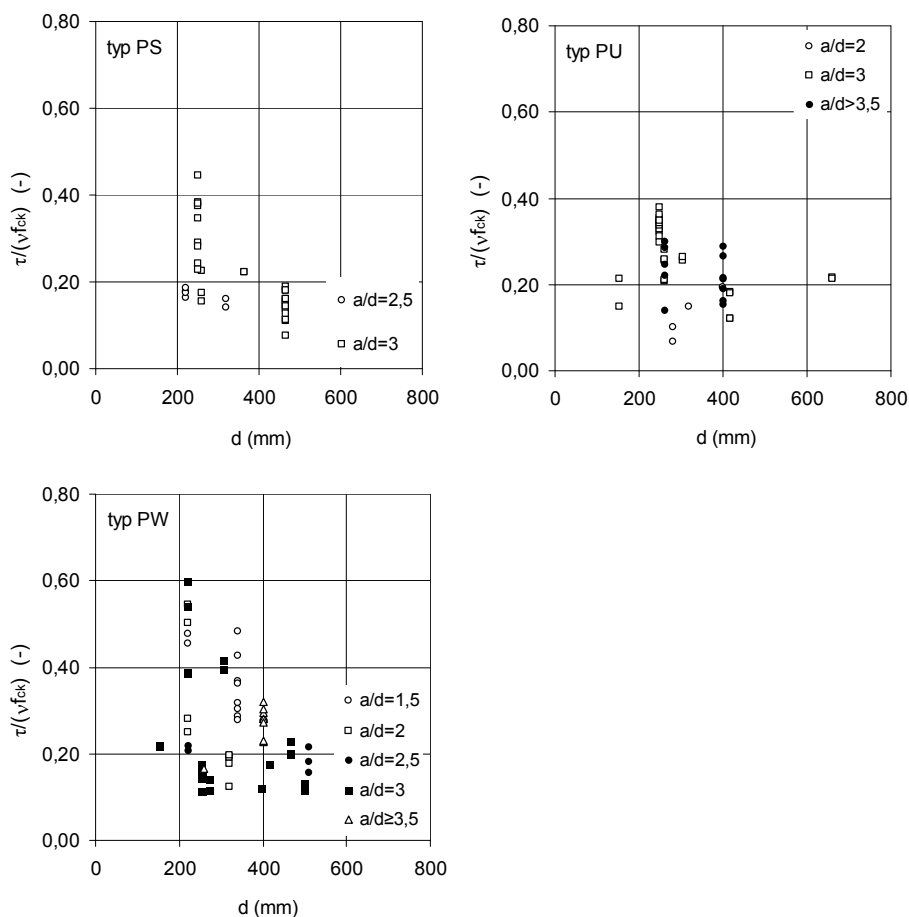 0,80
typ PS
0,60
0,40
0,20
0,00
τ/(νfck) (-)
a/d=2,5
a/d=3
0 200 400 600 800
d (mm)
0,80
typ PU
a/d=2
a/d=3
a/d>3,5
0,60
0,40
0,20
0,00
τ/(νfck) (-)
0 200 400 600 800
d (mm)
0,80
typ PW
0,60
0,40
0,20
0,00
τ/(νfck) (-)
a/d=1,5
a/d=2
a/d=2,5
a/d=3
a/d≥3,5
0 200 400 600 800
d (mm)